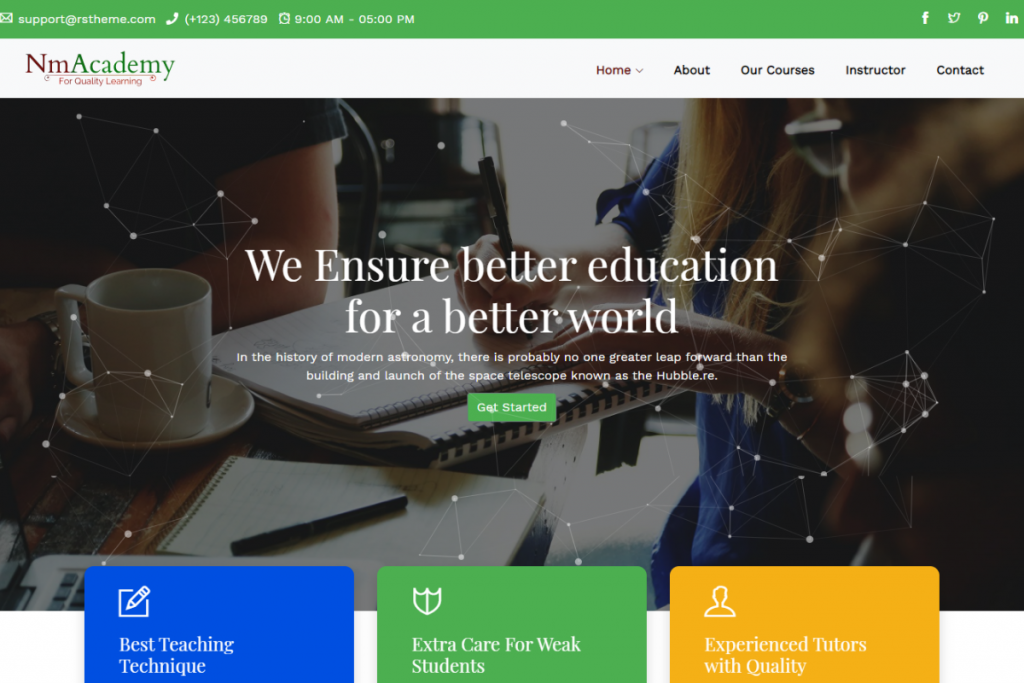 support@rstheme.com (+123) 456789 9:00 AM - 05:00 PM
NmAcademy
For Quality Learning
Home About Our Courses Instructor Contact
We Ensure better education
for a better world
In the history of modern astronomy, there is probably no one greater leap forward than the
building and launch of the space telescope known as the Hubble.re.
Get Started
Best Teaching
Technique
Extra Care For Weak
Students
Experienced Tutors
with Quality